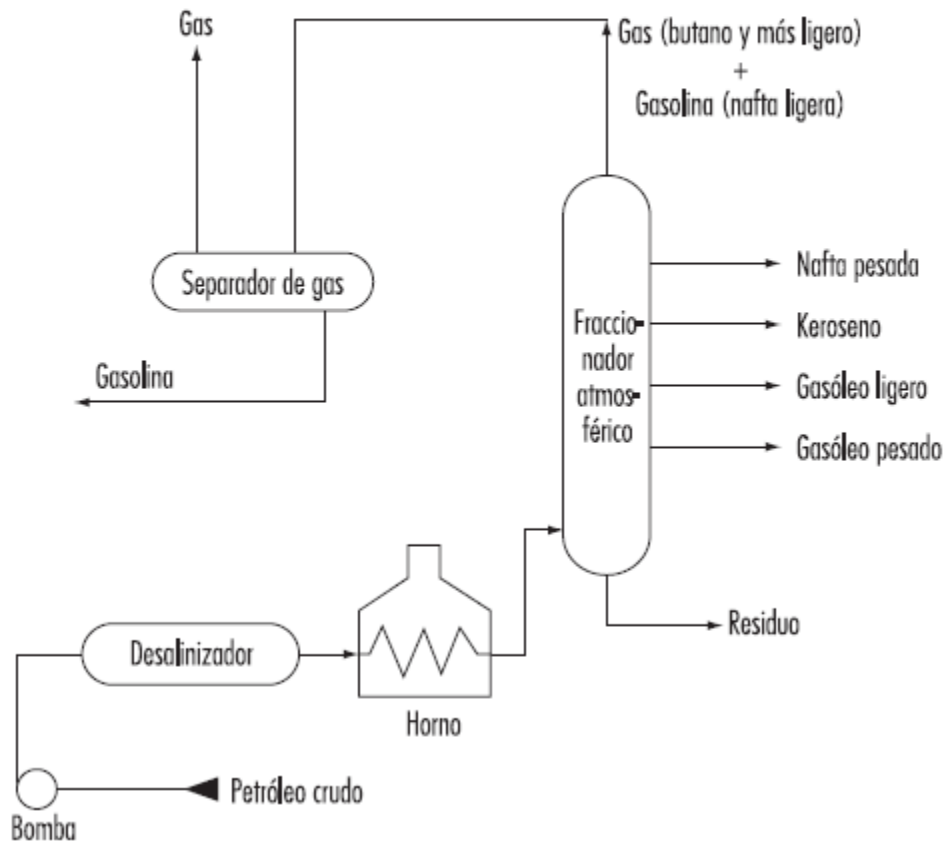 Gas
Gas (butano y más ligero)
+
Gasolina (nafta ligera)
Separador de gas
Gasolina
Nafta pesada
Fraccio-
nador
atmos-
férico
Keroseno
Gasóleo ligero
Gasóleo pesado
Residuo
Desalinizador
Horno
Petróleo crudo
Bomba